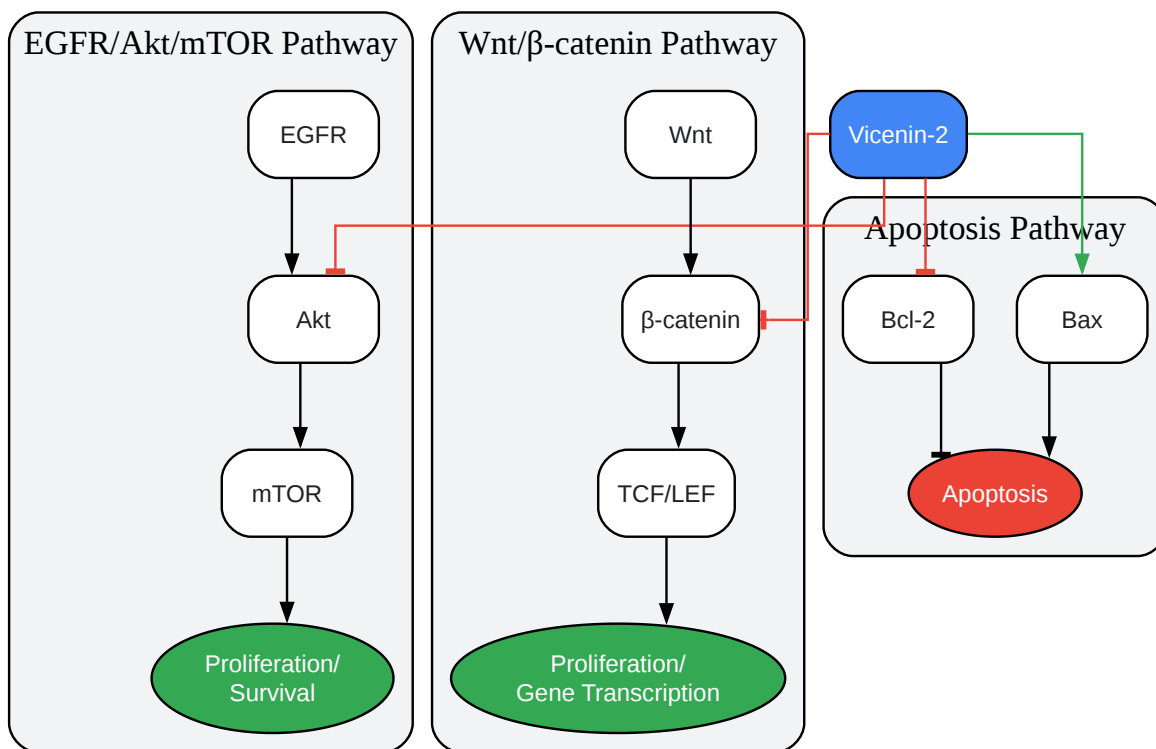 EGFR/Akt/mTOR Pathway
EGFR
Akt
mTOR
Proliferation/
Survival
Wnt/β-catenin Pathway
Wnt
β-catenin
TCF/LEF
Proliferation/
Gene Transcription
Vicenin-2
Apoptosis Pathway
Bcl-2
Bax
Apoptosis